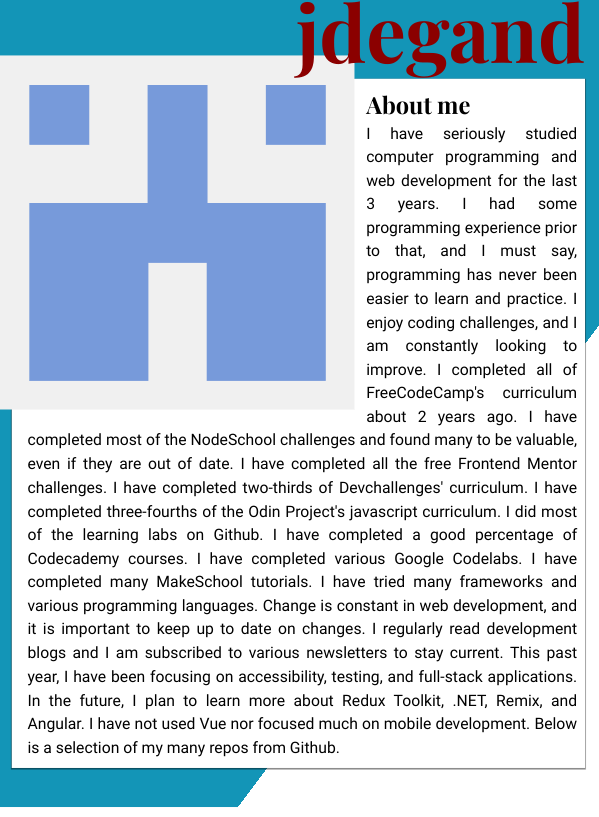 jdegand
About me
I have seriously studied
computer programming and
web development for the last
3 years. I had some
programming experience prior
to that, and I must say,
programming has never been
easier to learn and practice. I
enjoy coding challenges, and I
am constantly looking to
improve. I completed all of
FreeCodeCamp's curriculum
about 2 years ago. I have
completed most of the NodeSchool challenges and found many to be valuable,
even if they are out of date. I have completed all the free Frontend Mentor
challenges. I have completed two-thirds of Devchallenges' curriculum. I have
completed three-fourths of the Odin Project's javascript curriculum. I did most
of the learning labs on Github. I have completed a good percentage of
Codecademy courses. I have completed various Google Codelabs. I have
completed many MakeSchool tutorials. I have tried many frameworks and
various programming languages. Change is constant in web development, and
it is important to keep up to date on changes. I regularly read development
blogs and I am subscribed to various newsletters to stay current. This past
year, I have been focusing on accessibility, testing, and full-stack applications.
In the future, I plan to learn more about Redux Toolkit, .NET, Remix, and
Angular. I have not used Vue nor focused much on mobile development. Below
is a selection of my many repos from Github.